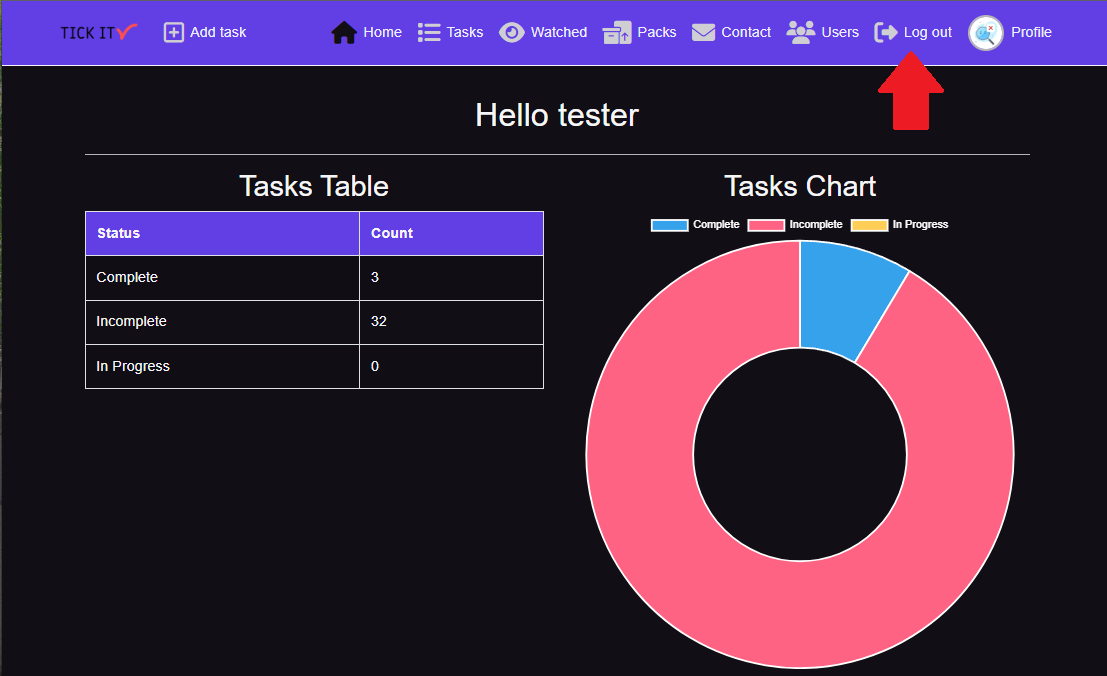 TICK IT Add task Home Tasks Watched Packs Contact Users Log out Profile
Hello tester
Tasks Table
Status Count
Complete 3
Incomplete 32
In Progress 0
Tasks Chart
Complete Incomplete In Progress